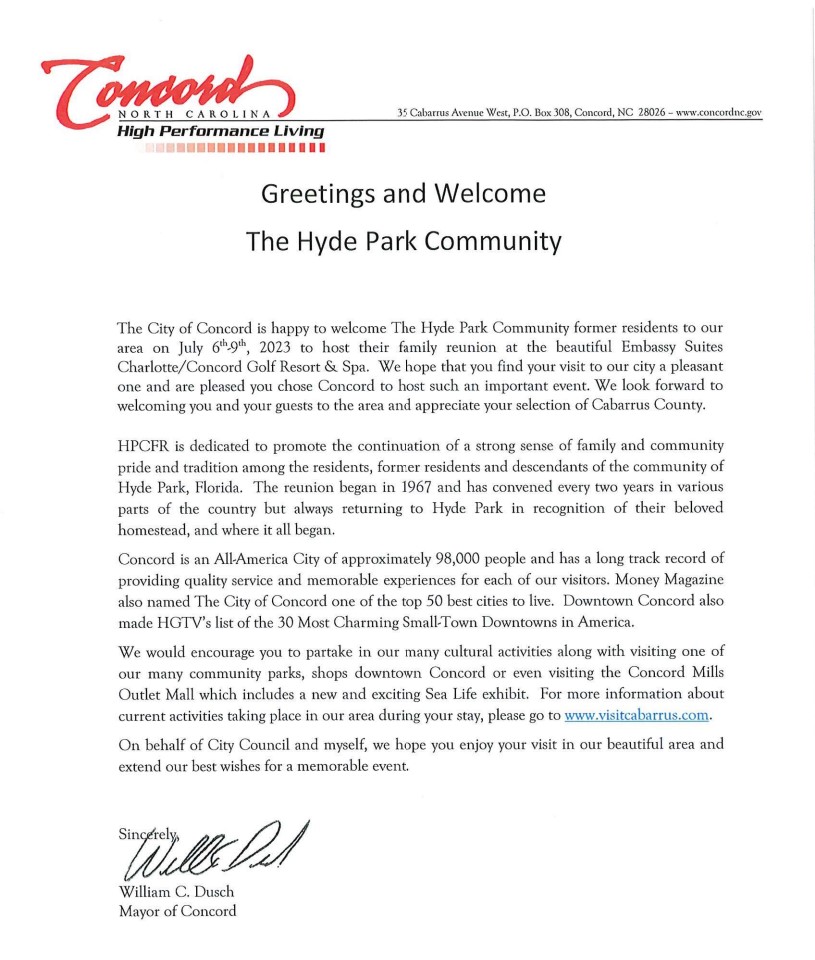 Concord
NORTH CAROLINA
High Performance Living
35 Cabarrus Avenue West, P.O. Box 308, Concord, NC 28026 – www.concordnc.gov
Greetings and Welcome
The Hyde Park Community
The City of Concord is happy to welcome The Hyde Park Community former residents to our
area on July 6th-9th, 2023 to host their family reunion at the beautiful Embassy Suites
Charlotte/Concord Golf Resort & Spa. We hope that you find your visit to our city a pleasant
one and are pleased you chose Concord to host such an important event. We look forward to
welcoming you and your guests to the area and appreciate your selection of Cabarrus County.
HPCFR is dedicated to promote the continuation of a strong sense of family and community
pride and tradition among the residents, former residents and descendants of the community of
Hyde Park, Florida. The reunion began in 1967 and has convened every two years in various
parts of the country but always returning to Hyde Park in recognition of their beloved
homestead, and where it all began.
Concord is an All-America City of approximately 98,000 people and has a long track record of
providing quality service and memorable experiences for each of our visitors. Money Magazine
also named The City of Concord one of the top 50 best cities to live. Downtown Concord also
made HGTV's list of the 30 Most Charming Small-Town Downtowns in America.
We would encourage you to partake in our many cultural activities along with visiting one of
our many community parks, shops downtown Concord or even visiting the Concord Mills
Outlet Mall which includes a new and exciting Sea Life exhibit. For more information about
current activities taking place in our area during your stay, please go to www.visitcabarrus.com.
On behalf of City Council and myself, we hope you enjoy your visit in our beautiful area and
extend our best wishes for a memorable event.
Sincerely,
William C. Dusch
Mayor of Concord